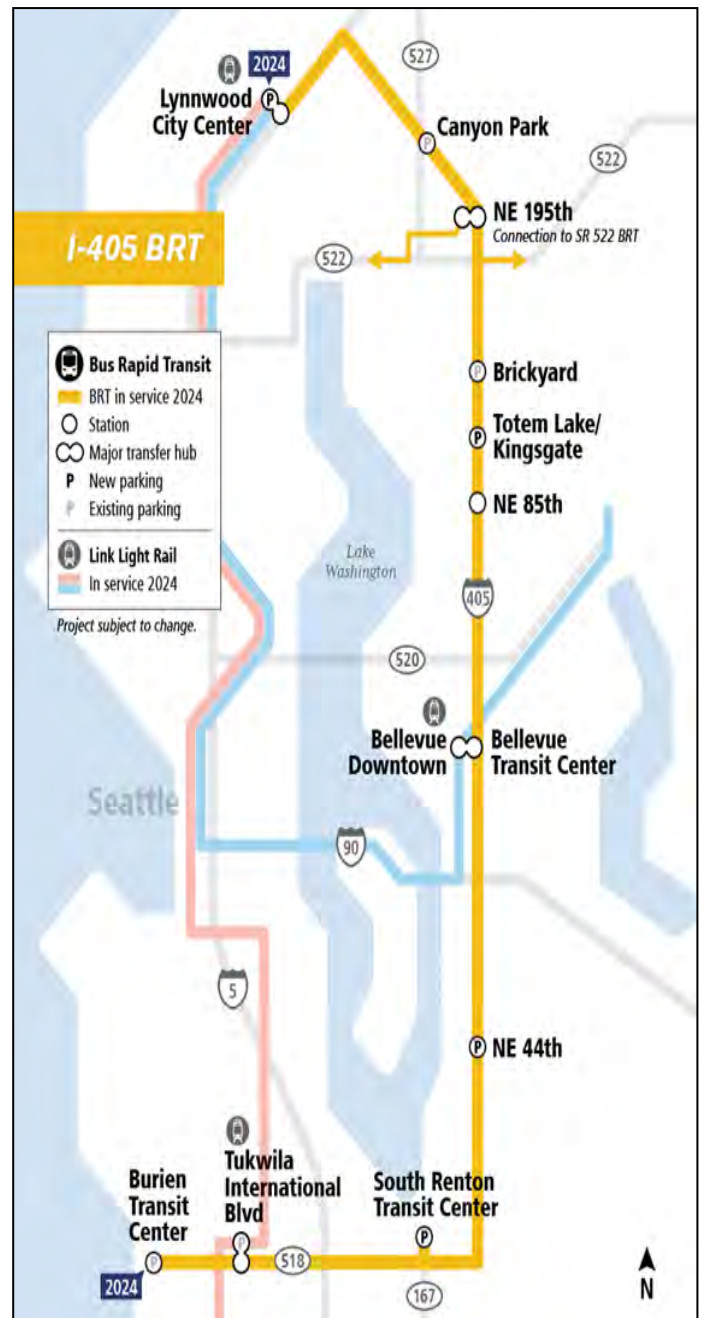 2024
527
Lynnwood
City Center
P
P
Canyon Park
522
NE 195th
Connection to SR 522 BRT
I-405 BRT
522
Bus Rapid Transit
BRT in service 2024
Station
Major transfer hub
P New parking
P Existing parking
Link Light Rail
In service 2024
Project subject to change.
P
Brickyard
P
Totem Lake/
Kingsgate
NE 85th
Lake
Washington
405
520
Bellevue
Downtown
Bellevue
Transit Center
Seattle
90
5
P
NE 44th
Tukwila
International
Blvd
Burien
Transit
Center
South Renton
Transit Center
P
P
P
518
2024
167
N